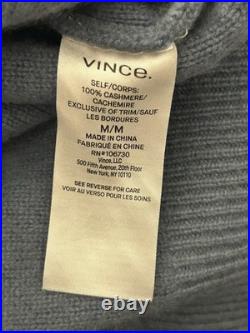 VINCE.
SELF/CORPS:
100% CASHMERE/
CACHEMIRE
EXCLUSIVE OF TRIM/SAUF
LES BORDURES
M/M
MADE IN CHINA
FABRIQUÉ EN CHINE
RN#106730
Vince, LLC
500 Fifth Avenue, 20th Floor
New York, NY 10110
SEE REVERSE FOR CARE
VOIR AU VERSO POUR LES SOINS